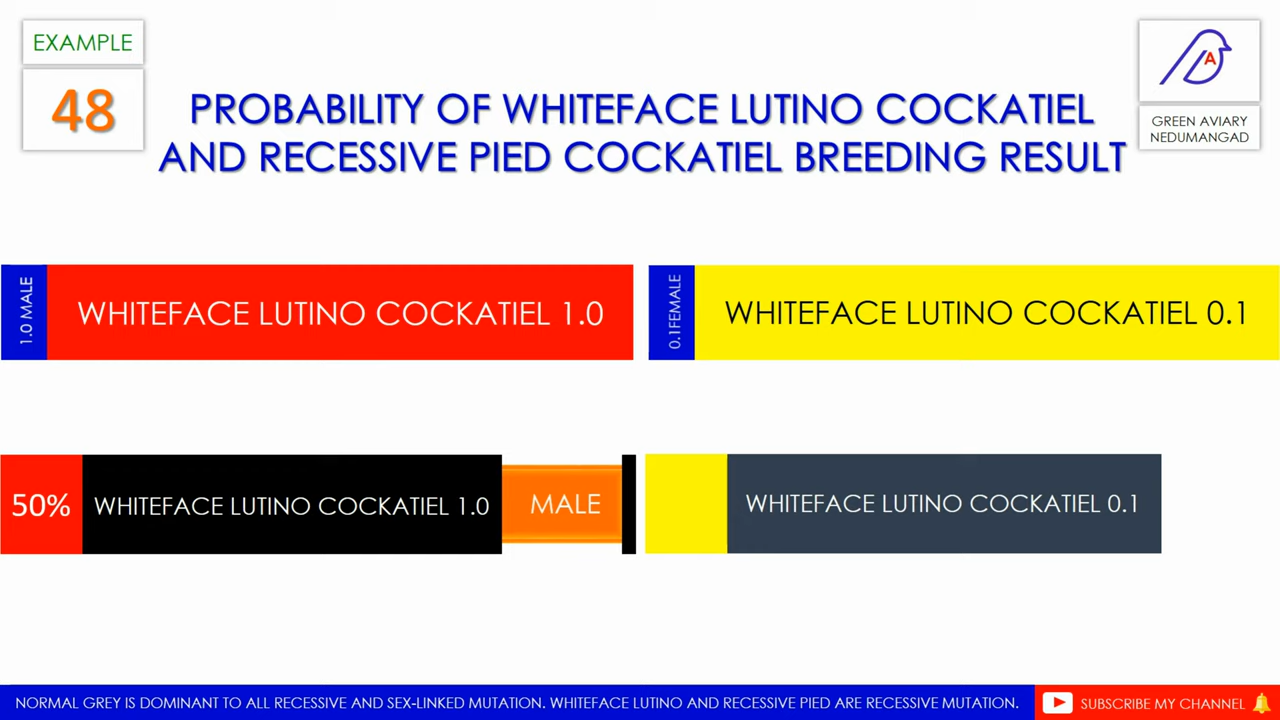 EXAMPLE
48
PROBABILITY OF WHITEFACE LUTINO COCKATIEL
AND RECESSIVE PIED COCKATIEL BREEDING RESULT
A
GREEN AVIARY
NEDUMANGAD
1.0 MALE
WHITEFACE LUTINO COCKATIEL 1.0
0.1FEMALE
WHITEFACE LUTINO COCKATIEL 0.1
50%
WHITEFACE LUTINO COCKATIEL 1.0
MALE
WHITEFACE LUTINO COCKATIEL 0.1
NORMAL GREY IS DOMINANT TO ALL RECESSIVE AND SEX-LINKED MUTATION. WHITEFACE LUTINO AND RECESSIVE PIED ARE RECESSIVE MUTATION.
SUBSCRIBE MY CHANNEL